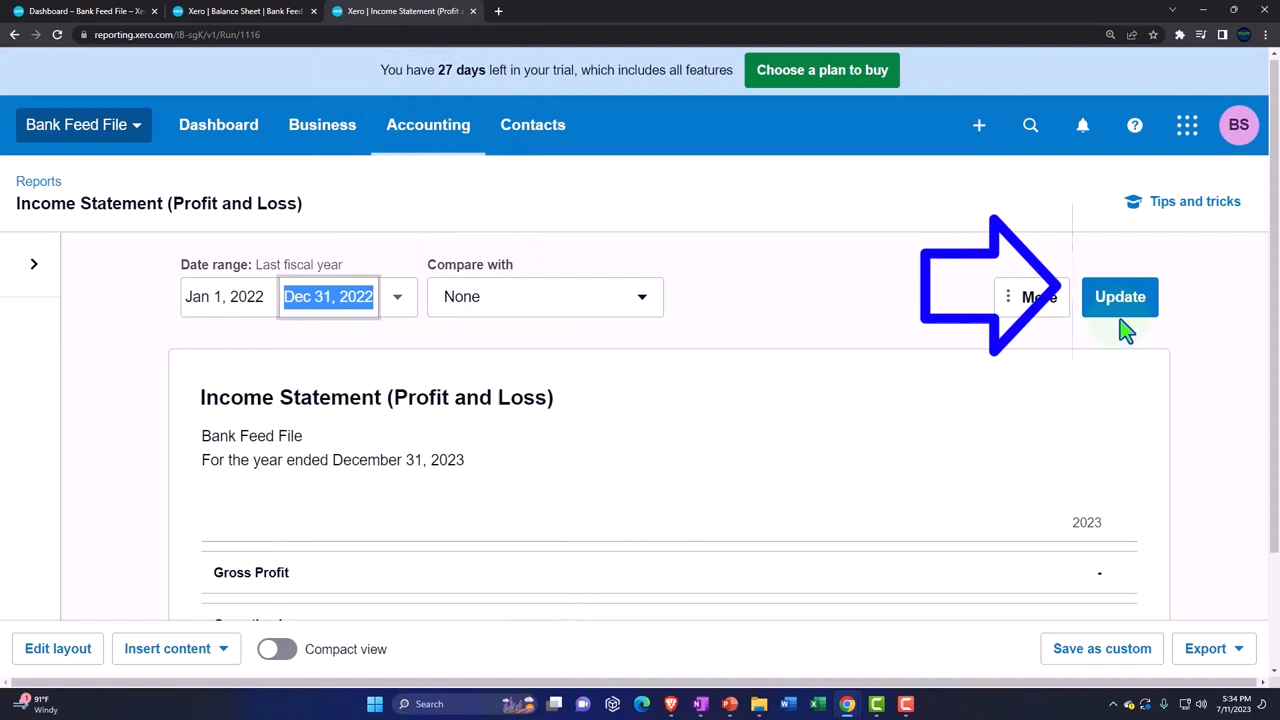 Dashboard – Bank Feed File – Xe
Xero | Balance Sheet | Bank Feed
Xero | Income Statement (Profit a
reporting.xero.com/!B-sgK/v1/Run/1116
You have 27 days left in your trial, which includes all features
Choose a plan to buy
Bank Feed File
Dashboard
Business
Accounting
Contacts
BS
Reports
Income Statement (Profit and Loss)
Tips and tricks
Date range: Last fiscal year
Compare with
Jan 1, 2022
Dec 31, 2022
None
Update
Income Statement (Profit and Loss)
Bank Feed File
For the year ended December 31, 2023
2023
Gross Profit
-
Edit layout
Insert content
Compact view
Save as custom
Export
91°F
Windy
Search
5:34 PM
7/11/2023